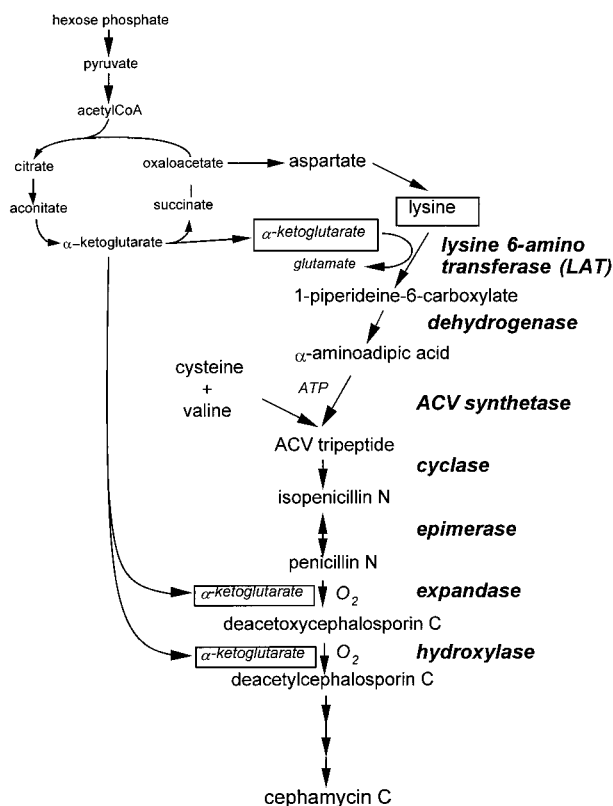 hexose phosphate
pyruvate
acetylCoA
citrate
oxaloacetate
aspartate
aconitate
succinate
lysine
α-ketoglutarate
α-ketoglutarate
glutamate
lysine 6-amino
transferase (LAT)
1-piperideine-6-carboxylate
dehydrogenase
α-aminoadipic acid
cysteine
+
valine
ATP
ACV synthetase
ACV tripeptide
cyclase
isopenicillin N
epimerase
penicillin N
α-ketoglutarate
O2
expandase
deacetoxycephalosporin C
α-ketoglutarate
O2
hydroxylase
deacetylcephalosporin C
cephamycin C